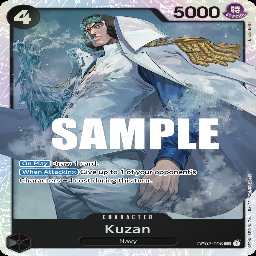 4
5000
SAMPLE
On Play Draw 1 card.
When Attacking Give up to 1 of your opponent's
Characters −4 cost during this turn.
CHARACTER
Kuzan
Navy